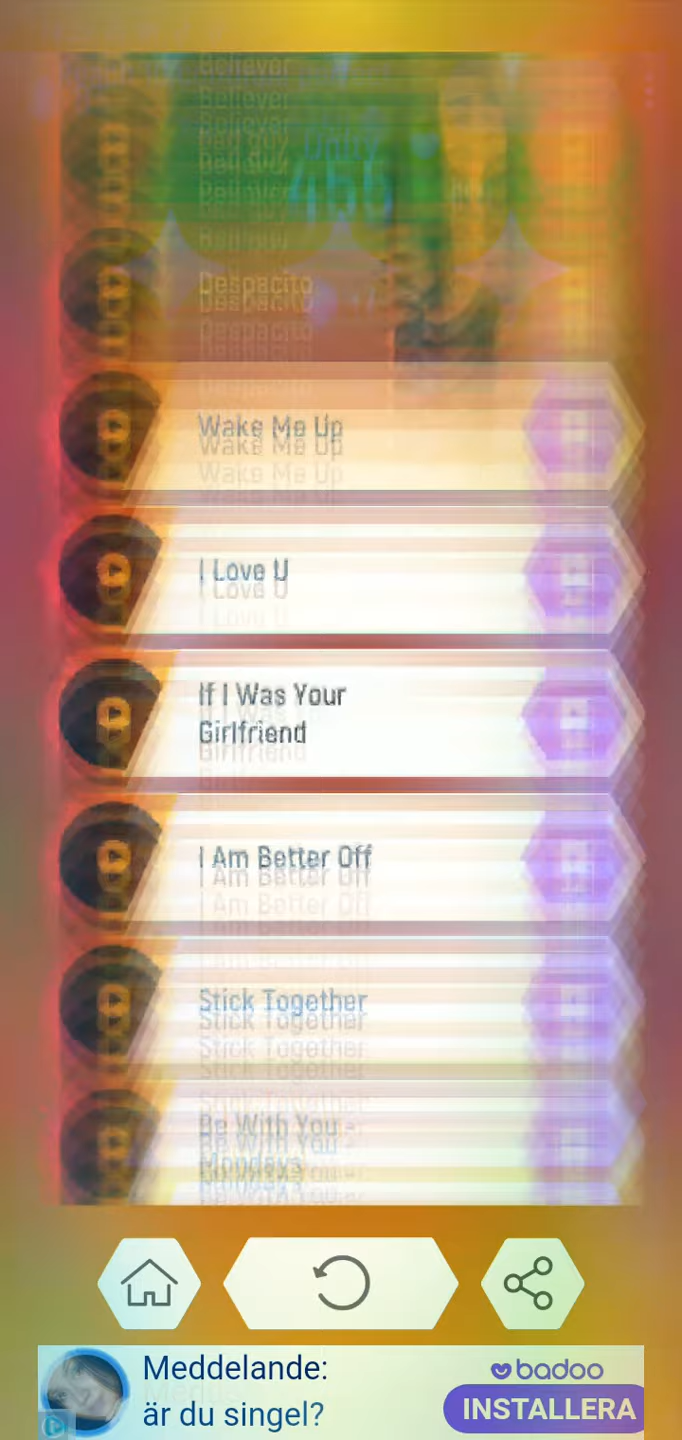 Believer
Despacito
Wake Me Up
I Love U
If I Was Your
Girlfriend
I Am Better Off
Stick Together
Be With You
Mondays
Meddelande:
är du singel?
badoo
INSTALLERA